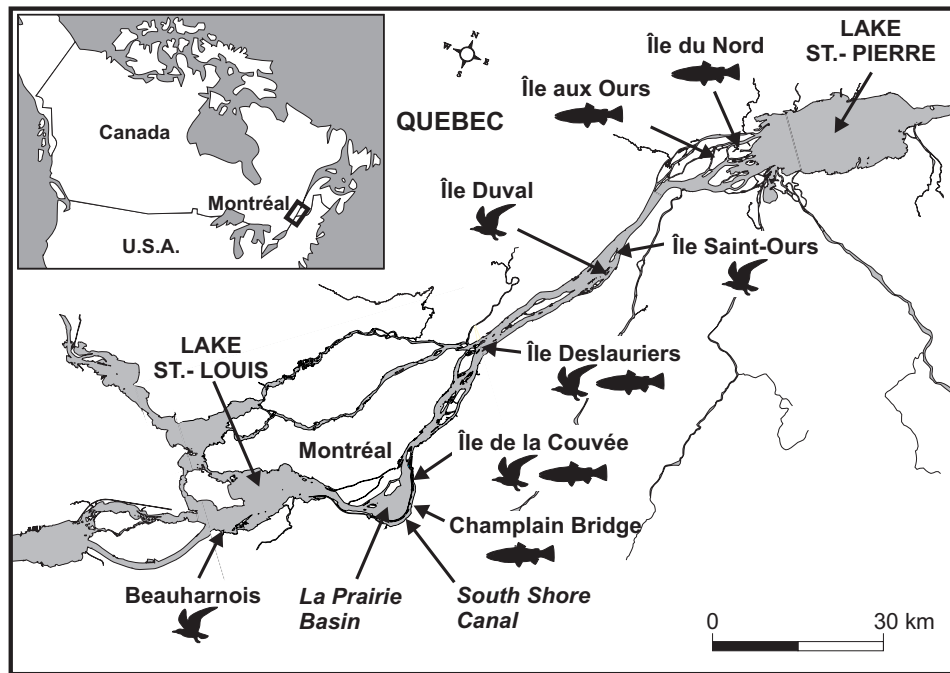 Canada
Montréal
U.S.A.
N
W
E
S
QUEBEC
Île du Nord
Île aux Ours
LAKE
ST.- PIERRE
Île Duval
Île Saint-Ours
LAKE
ST.- LOUIS
Île Deslauriers
Montréal
Île de la Couvée
Champlain Bridge
Beauharnois
La Prairie
Basin
South Shore
Canal
0
30 km